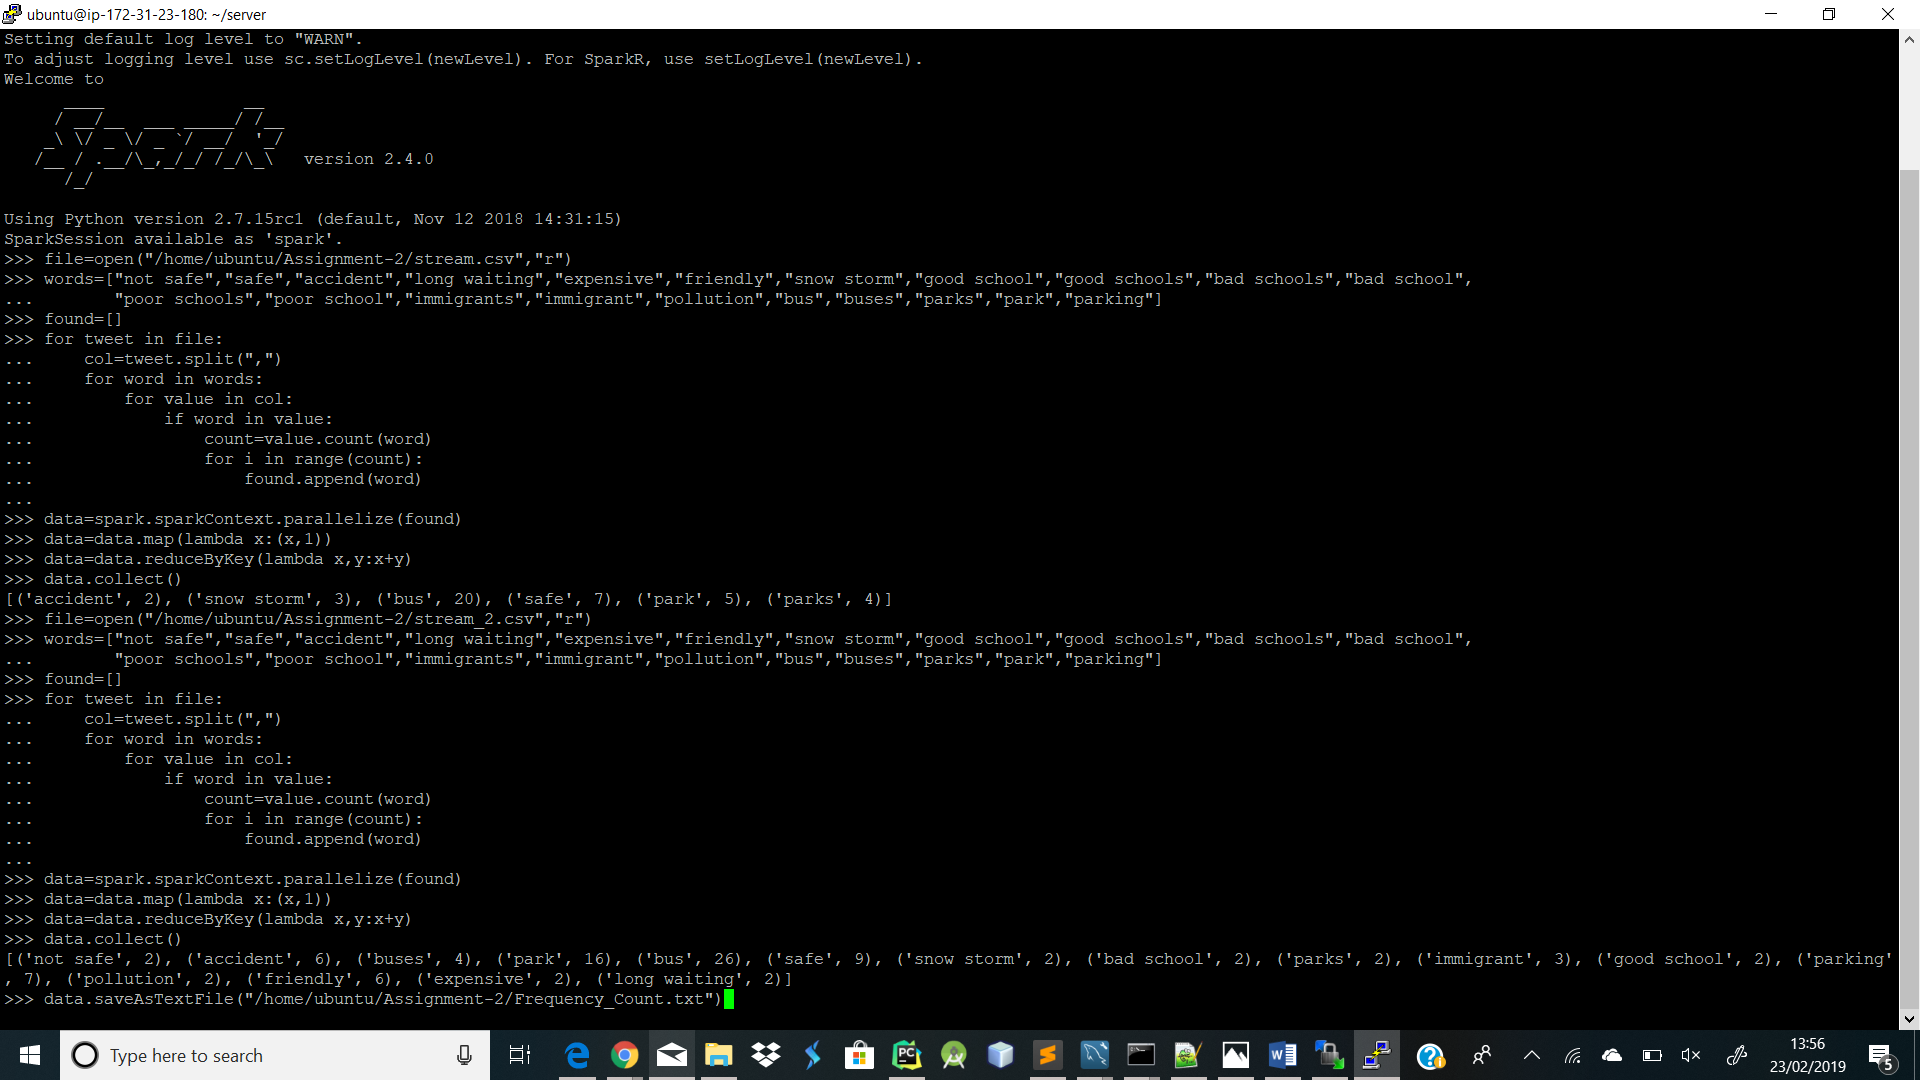 ubuntu@ip-172-31-23-180: ~/server
Setting default log level to "WARN".
To adjust logging level use sc.setLogLevel(newLevel). For SparkR, use setLogLevel(newLevel).
Welcome to
      ____              __
     / __/__  ___ _____/ /__
    _\ \/ _ \/ _ `/ __/  '_/
   /__ / .__/\_,_/_/ /_/\_\   version 2.4.0
      /_/
Using Python version 2.7.15rc1 (default, Nov 12 2018 14:31:15)
SparkSession available as 'spark'.
>>> file=open("/home/ubuntu/Assignment-2/stream.csv","r")
>>> words=["not safe","safe","accident","long waiting","expensive","friendly","snow storm","good school","good schools","bad schools","bad school",
...        "poor schools","poor school","immigrants","immigrant","pollution","bus","buses","parks","park","parking"]
>>> found=[]
>>> for tweet in file:
...     col=tweet.split(",")
...     for word in words:
...         for value in col:
...             if word in value:
...                 count=value.count(word)
...                 for i in range(count):
...                     found.append(word)
...
>>> data=spark.sparkContext.parallelize(found)
>>> data=data.map(lambda x:(x,1))
>>> data=data.reduceByKey(lambda x,y:x+y)
>>> data.collect()
[('accident', 2), ('snow storm', 3), ('bus', 20), ('safe', 7), ('park', 5), ('parks', 4)]
>>> file=open("/home/ubuntu/Assignment-2/stream_2.csv","r")
>>> words=["not safe","safe","accident","long waiting","expensive","friendly","snow storm","good school","good schools","bad schools","bad school",
...        "poor schools","poor school","immigrants","immigrant","pollution","bus","buses","parks","park","parking"]
>>> found=[]
>>> for tweet in file:
...     col=tweet.split(",")
...     for word in words:
...         for value in col:
...             if word in value:
...                 count=value.count(word)
...                 for i in range(count):
...                     found.append(word)
...
>>> data=spark.sparkContext.parallelize(found)
>>> data=data.map(lambda x:(x,1))
>>> data=data.reduceByKey(lambda x,y:x+y)
>>> data.collect()
[('not safe', 2), ('accident', 6), ('buses', 4), ('park', 16), ('bus', 26), ('safe', 9), ('snow storm', 2), ('bad school', 2), ('parks', 2), ('immigrant', 3), ('good school', 2), ('parking'
, 7), ('pollution', 2), ('friendly', 6), ('expensive', 2), ('long waiting', 2)]
>>> data.saveAsTextFile("/home/ubuntu/Assignment-2/Frequency_Count.txt")
Type here to search
PC
13:56
23/02/2019
5